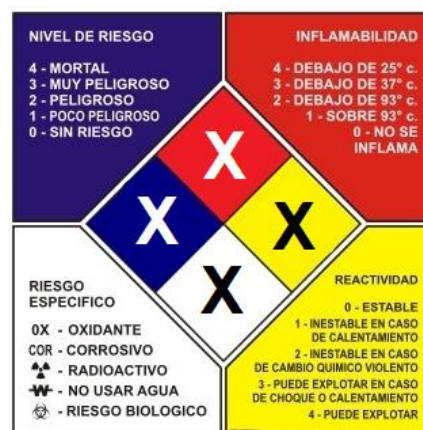 NIVEL DE RIESGO
4 - MORTAL
3 - MUY PELIGROSO
2 - PELIGROSO
1 - POCO PELIGROSO
0 - SIN RIESGO
INFLAMABILIDAD
4 - DEBAJO DE 25° c.
3 - DEBAJO DE 37° c.
2 - DEBAJO DE 93° c.
1 - SOBRE 93° c.
0 - NO SE
INFLAMA
X
X
X
X
RIESGO
ESPECIFICO
OX - OXIDANTE
COR - CORROSIVO
- RADIOACTIVO
W - NO USAR AGUA
- RIESGO BIOLOGICO
REACTIVIDAD
0 - ESTABLE
1 - INESTABLE EN CASO
DE CALENTAMIENTO
2 - INESTABLE EN CASO
DE CAMBIO QUIMICO VIOLENTO
3 - PUEDE EXPLOTAR EN CASO
DE CHOQUE O CALENTAMIENTO
4 - PUEDE EXPLOTAR